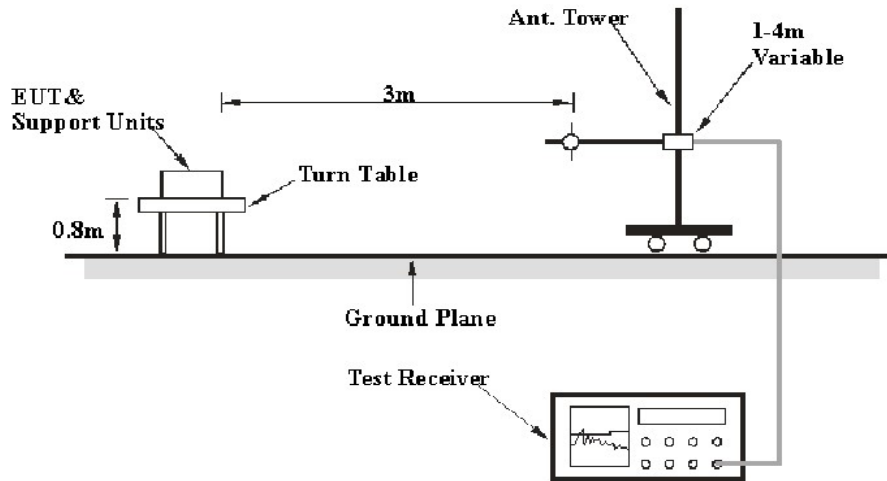 Ant. Tower
1-4m
Variable
3m
EUT&
Support Units
Turn Table
0.8m
Ground Plane
Test Receiver